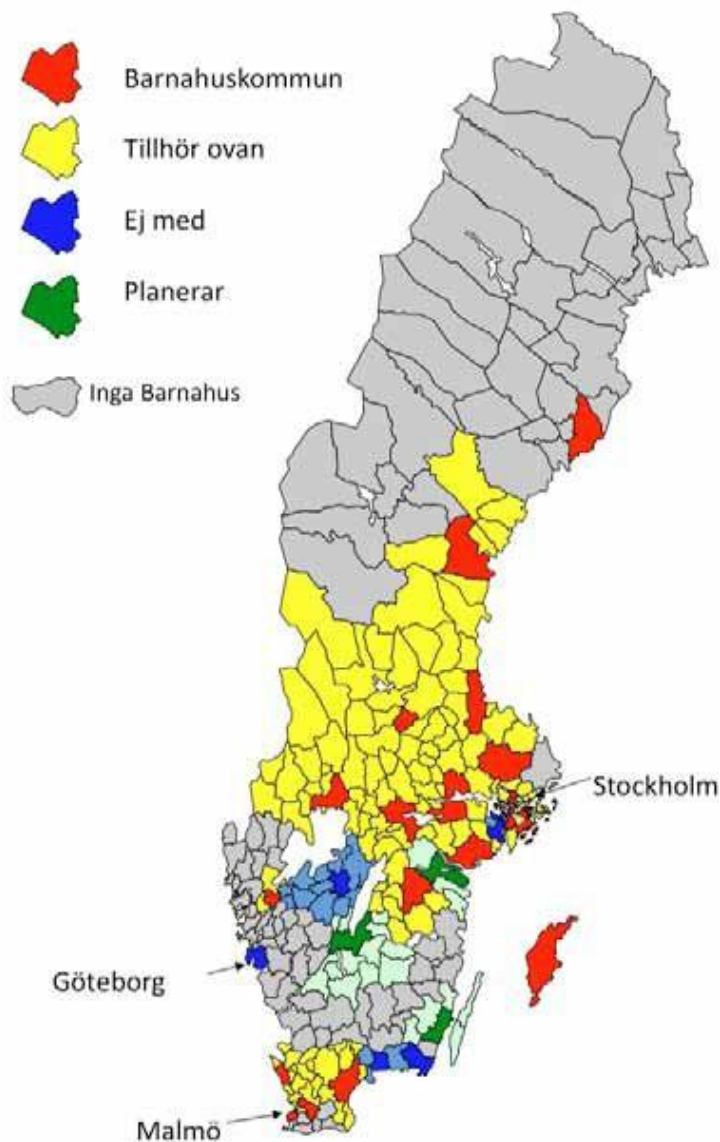 Barnahuskommun
Tillhör ovan
Ej med
Planerar
Inga Barnahus
Stockholm
Göteborg
Malmö